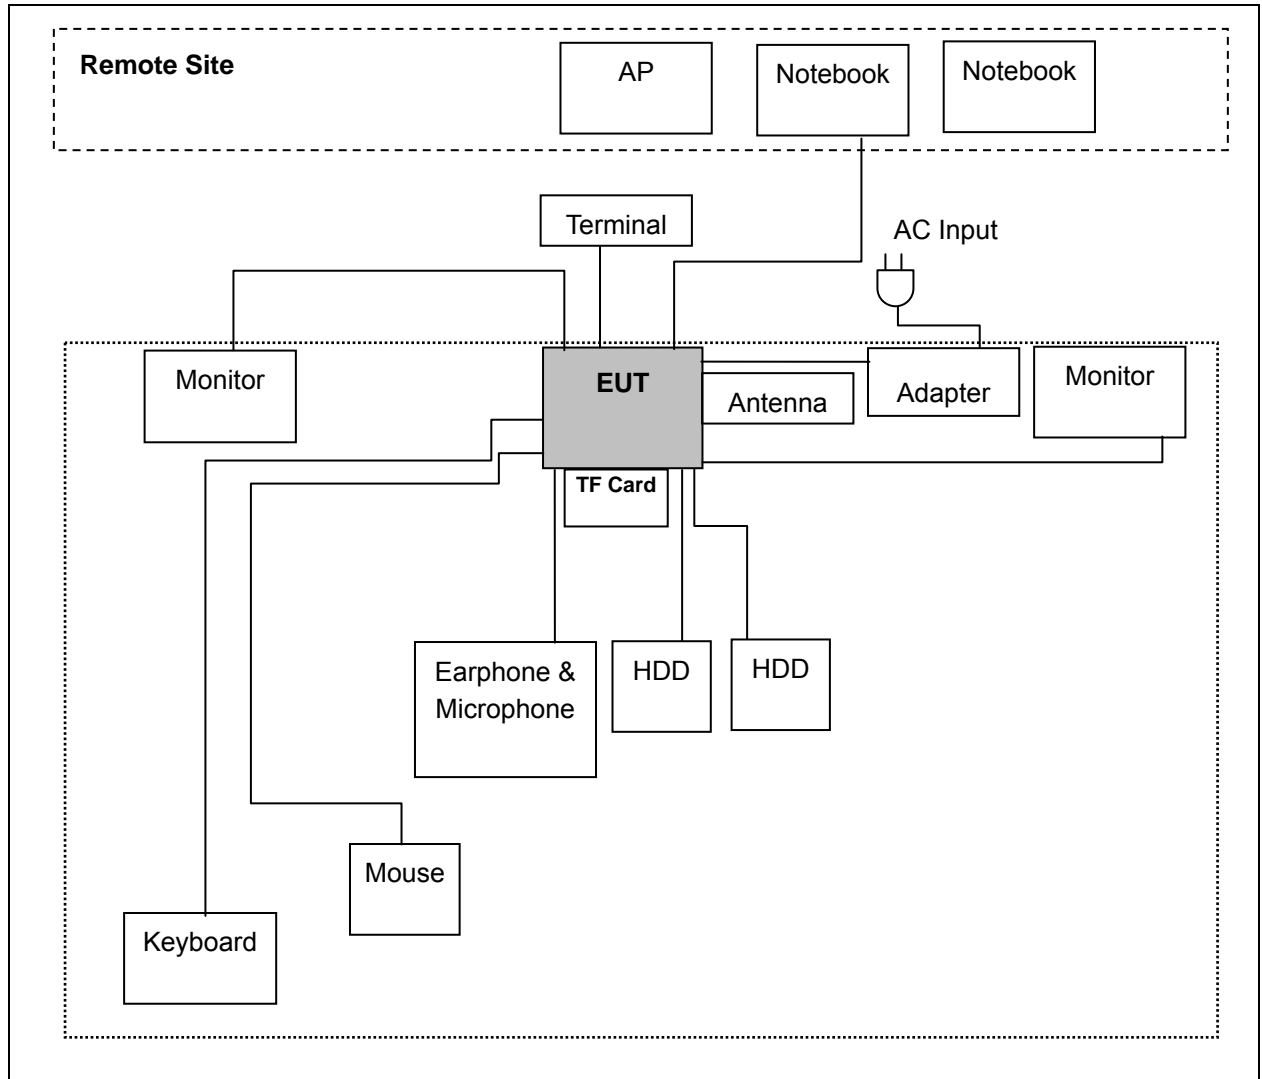 Remote Site
AP
Notebook
Notebook
Terminal
AC Input
Monitor
EUT
Antenna
Adapter
Monitor
TF Card
Earphone &
Microphone
HDD
HDD
Mouse
Keyboard